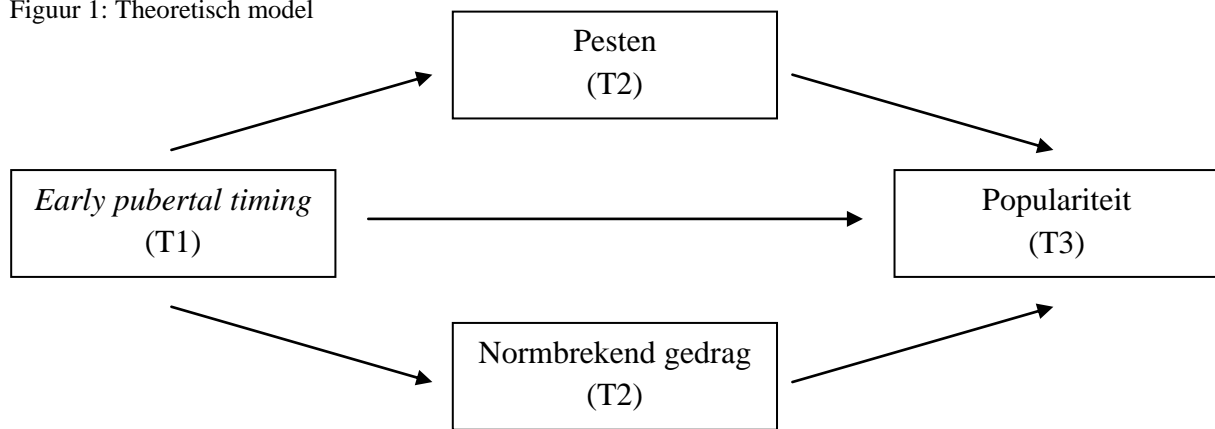 Figuur 1: Theoretisch model
Pesten
(T2)
Early pubertal timing
(T1)
Populariteit
(T3)
Normbrekend gedrag
(T2)